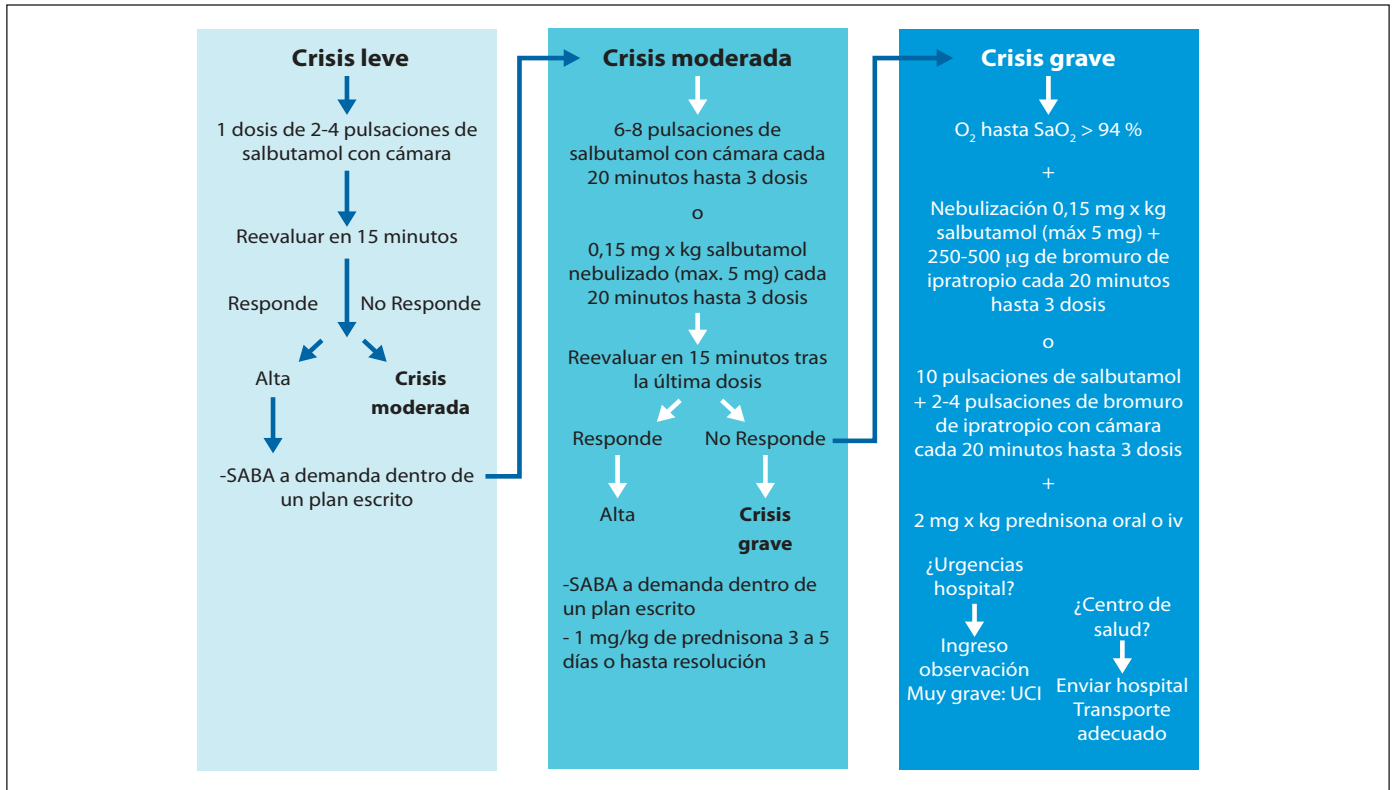 Crisis leve
1 dosis de 2-4 pulsaciones de
salbutamol con cámara
Reevaluar en 15 minutos
Responde
No Responde
Alta
Crisis
moderada
-SABA a demanda dentro de
un plan escrito
Crisis moderada
6-8 pulsaciones de
salbutamol con cámara cada
20 minutos hasta 3 dosis
o
0,15 mg x kg salbutamol
nebulizado (max. 5 mg) cada
20 minutos hasta 3 dosis
Reevaluar en 15 minutos tras
la última dosis
Responde
No Responde
Alta
Crisis
grave
-SABA a demanda dentro de
un plan escrito
- 1 mg/kg de prednisona 3 a 5
días o hasta resolución
Crisis grave
O₂ hasta SaO₂ > 94 %
+
Nebulización 0,15 mg x kg
salbutamol (máx 5 mg) +
250-500 μg de bromuro de
ipratropio cada 20 minutos
hasta 3 dosis
o
10 pulsaciones de salbutamol
+ 2-4 pulsaciones de bromuro
de ipratropio con cámara
cada 20 minutos hasta 3 dosis
+
2 mg x kg prednisona oral o iv
¿Urgencias
hospital?
Ingreso
observación
Muy grave: UCI
¿Centro de
salud?
Enviar hospital
Transporte
adecuado